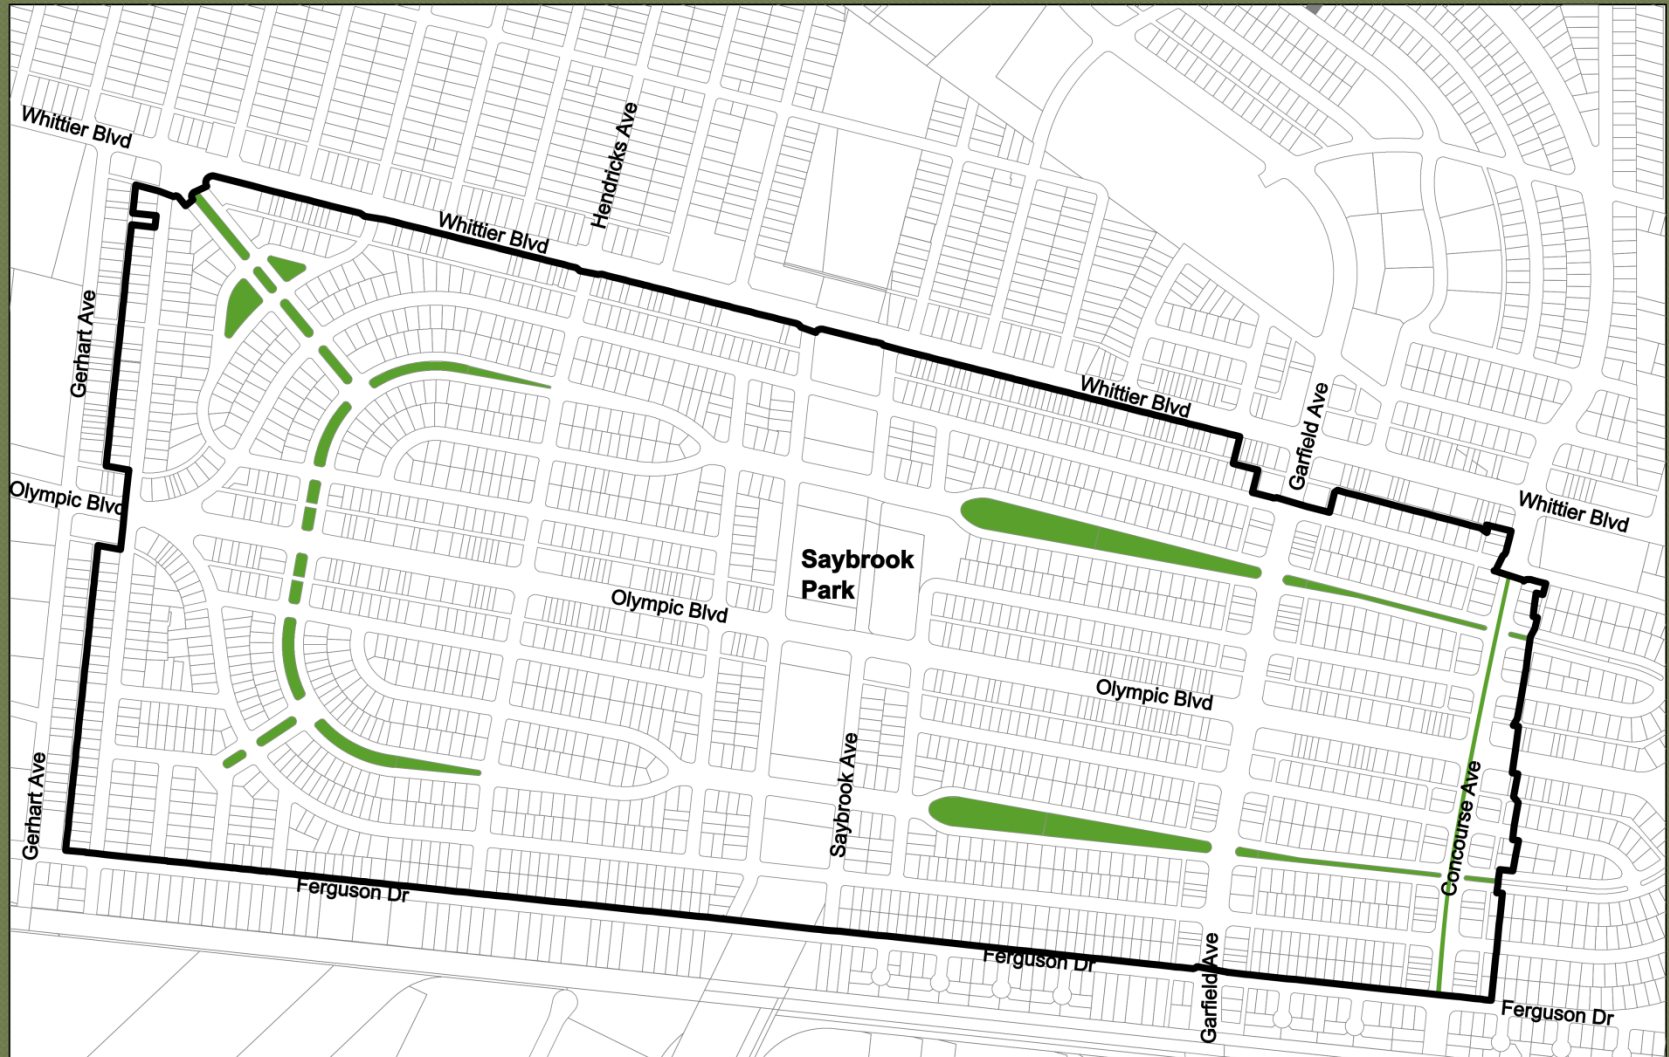 Whittier Blvd
Hendricks Ave
Whittier Blvd
Gerhart Ave
Whittier Blvd
Garfield Ave
Olympic Blvd
Whittier Blvd
Saybrook
Park
Olympic Blvd
Olympic Blvd
Gerhart Ave
Saybrook Ave
Concourse Ave
Ferguson Dr
Ferguson Dr
Garfield Ave
Ferguson Dr